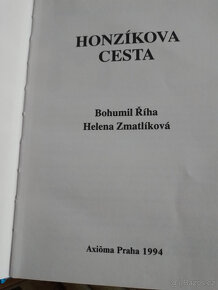 HONZÍKOVA
CESTA
Bohumil Říha
Helena Zmatlíková
Axióma Praha 1994